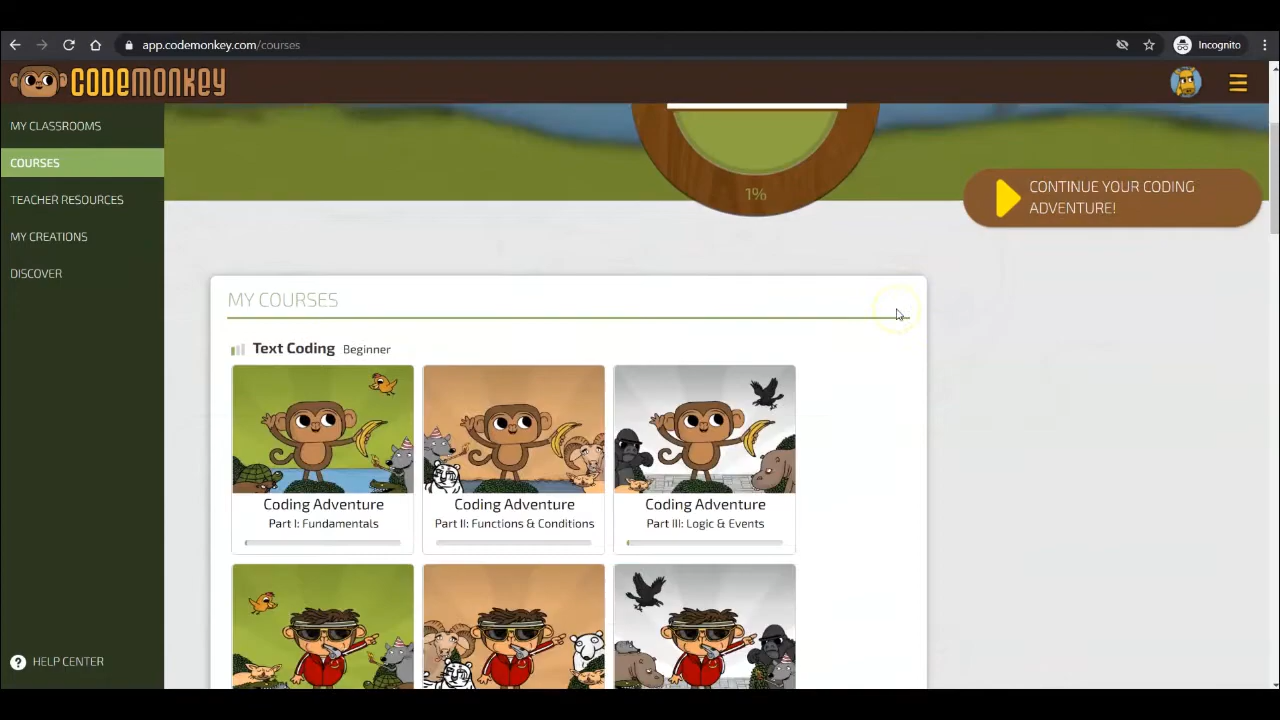 app.codemonkey.com/courses
Incognito
CODEMONKEY
MY CLASSROOMS
COURSES
TEACHER RESOURCES
MY CREATIONS
DISCOVER
HELP CENTER
1%
CONTINUE YOUR CODING
ADVENTURE!
MY COURSES
Text Coding Beginner
Coding Adventure
Part I: Fundamentals
Coding Adventure
Part II: Functions & Conditions
Coding Adventure
Part III: Logic & Events